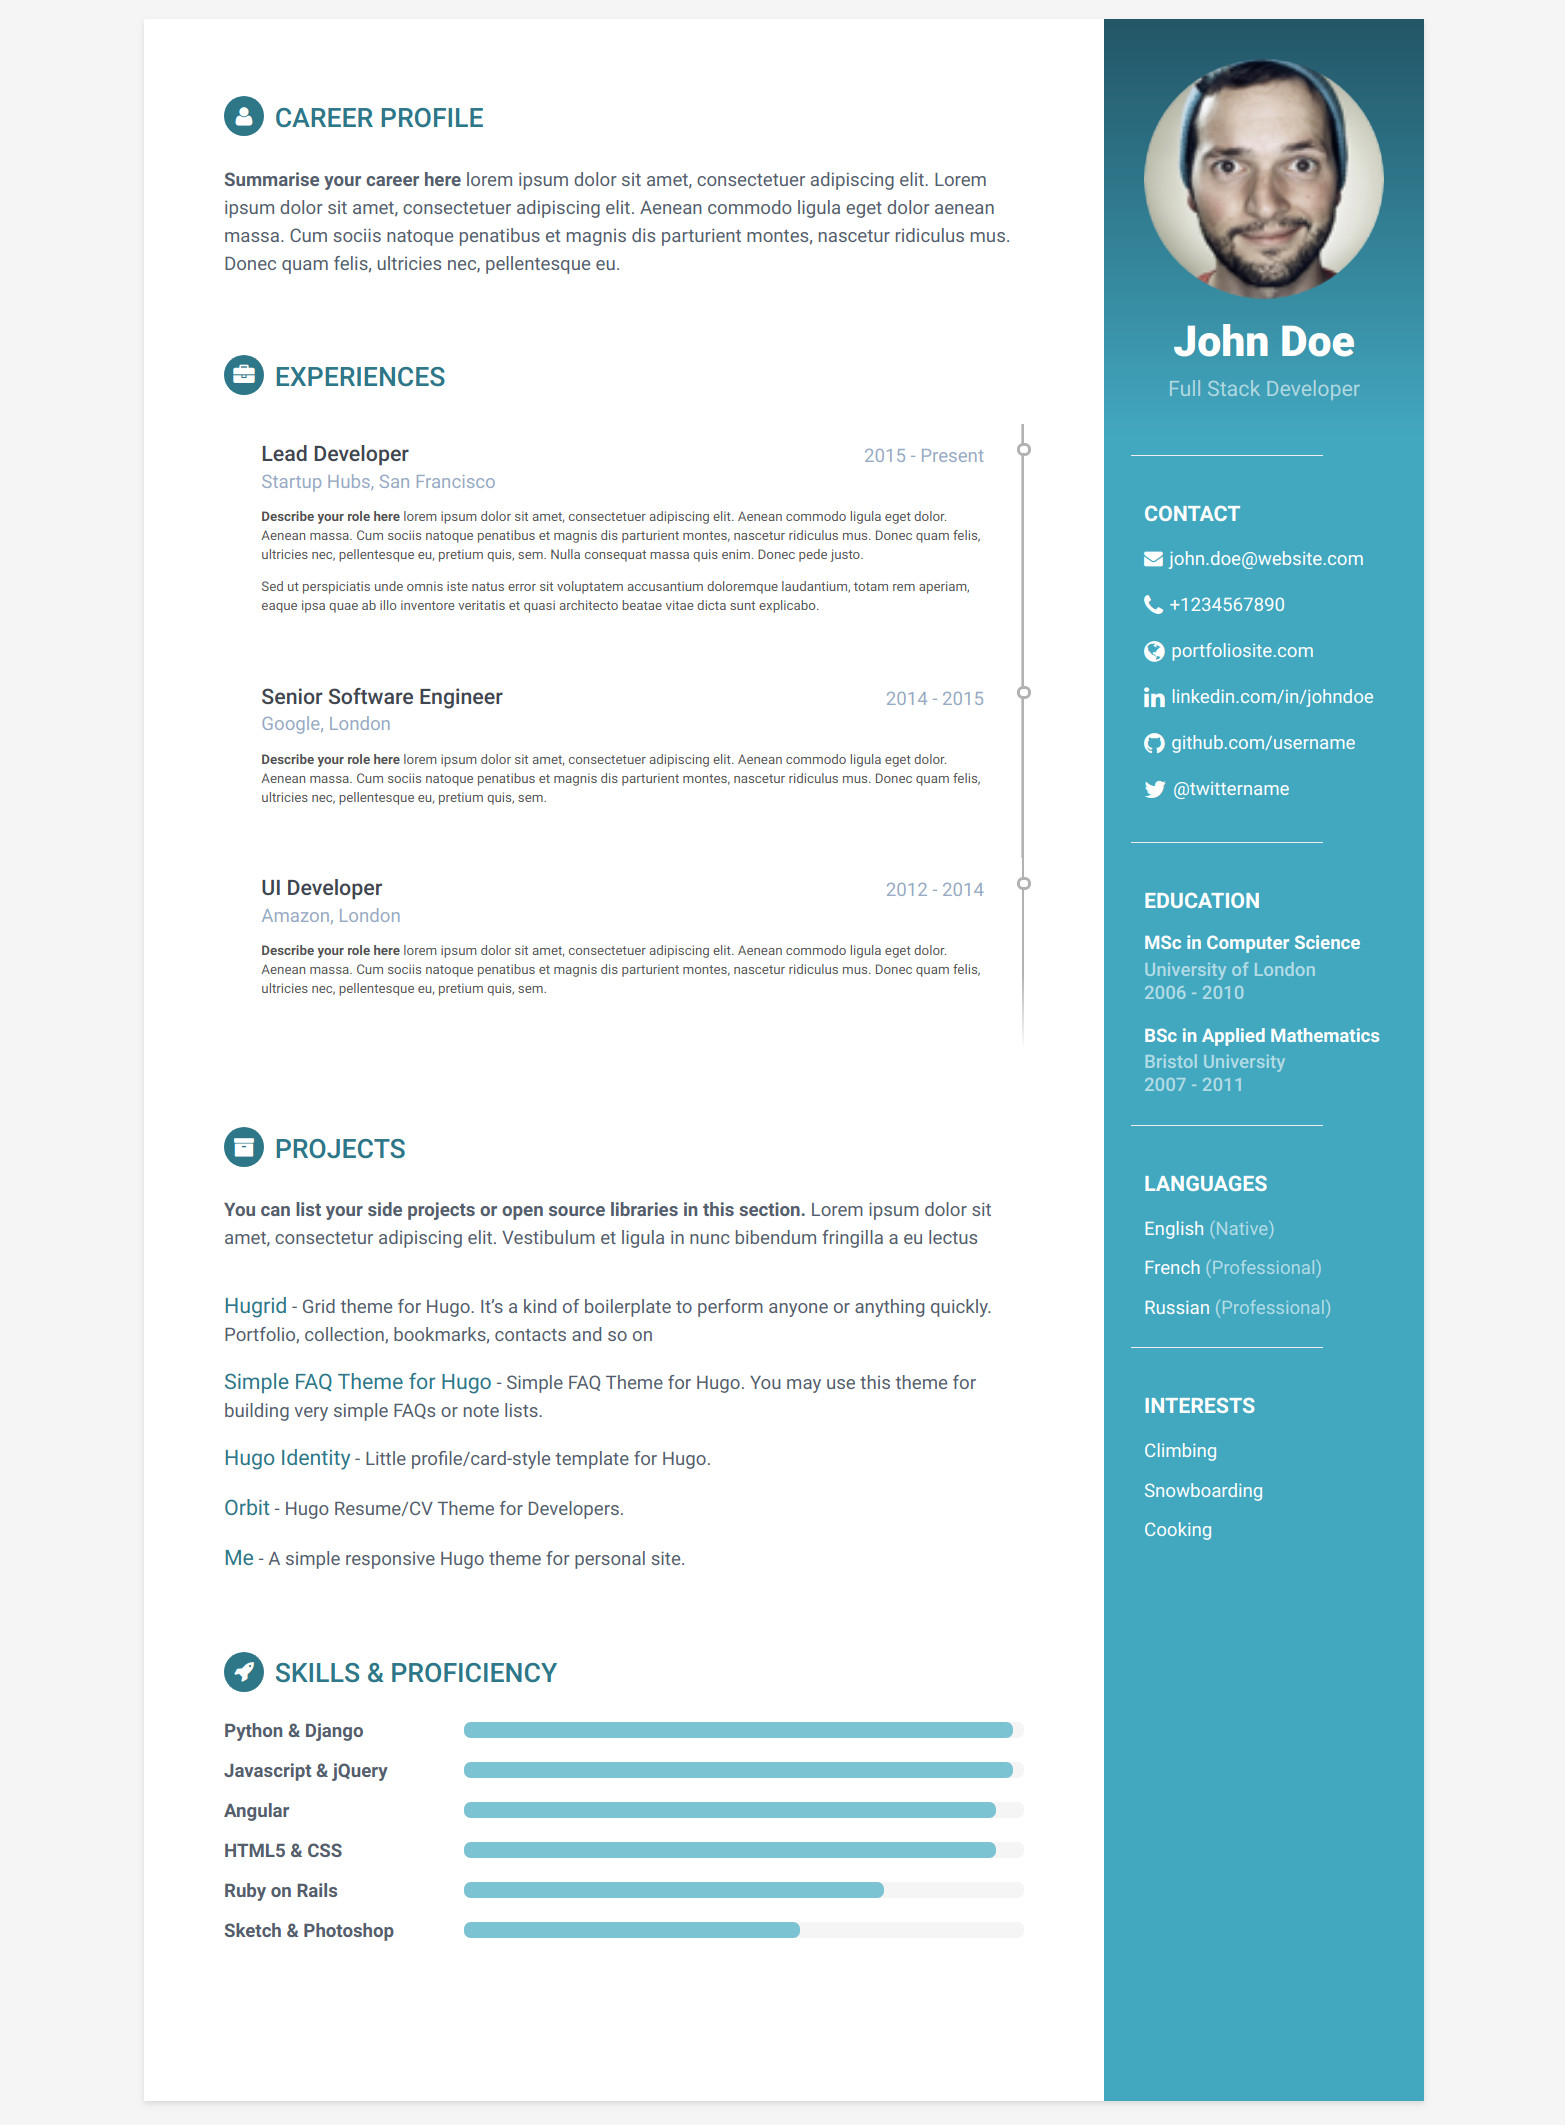 CAREER PROFILE
Summarise your career here lorem ipsum dolor sit amet, consectetuer adipiscing elit. Lorem
ipsum dolor sit amet, consectetuer adipiscing elit. Aenean commodo ligula eget dolor aenean
massa. Cum sociis natoque penatibus et magnis dis parturient montes, nascetur ridiculus mus.
Donec quam felis, ultricies nec, pellentesque eu.
EXPERIENCES
Lead Developer
2015 - Present
Startup Hubs, San Francisco
Describe your role here lorem ipsum dolor sit amet, consectetuer adipiscing elit. Aenean commodo ligula eget dolor.
Aenean massa. Cum sociis natoque penatibus et magnis dis parturient montes, nascetur ridiculus mus. Donec quam felis,
ultricies nec, pellentesque eu, pretium quis, sem. Nulla consequat massa quis enim. Donec pede justo.
Sed ut perspiciatis unde omnis iste natus error sit voluptatem accusantium doloremque laudantium, totam rem aperiam,
eaque ipsa quae ab illo inventore veritatis et quasi architecto beatae vitae dicta sunt explicabo.
Senior Software Engineer
2014 - 2015
Google, London
Describe your role here lorem ipsum dolor sit amet, consectetuer adipiscing elit. Aenean commodo ligula eget dolor.
Aenean massa. Cum sociis natoque penatibus et magnis dis parturient montes, nascetur ridiculus mus. Donec quam felis,
ultricies nec, pellentesque eu, pretium quis, sem.
UI Developer
2012 - 2014
Amazon, London
Describe your role here lorem ipsum dolor sit amet, consectetuer adipiscing elit. Aenean commodo ligula eget dolor.
Aenean massa. Cum sociis natoque penatibus et magnis dis parturient montes, nascetur ridiculus mus. Donec quam felis,
ultricies nec, pellentesque eu, pretium quis, sem.
PROJECTS
You can list your side projects or open source libraries in this section. Lorem ipsum dolor sit
amet, consectetur adipiscing elit. Vestibulum et ligula in nunc bibendum fringilla a eu lectus
Hugrid - Grid theme for Hugo. It’s a kind of boilerplate to perform anyone or anything quickly.
Portfolio, collection, bookmarks, contacts and so on
Simple FAQ Theme for Hugo - Simple FAQ Theme for Hugo. You may use this theme for
building very simple FAQs or note lists.
Hugo Identity - Little profile/card-style template for Hugo.
Orbit - Hugo Resume/CV Theme for Developers.
Me - A simple responsive Hugo theme for personal site.
SKILLS & PROFICIENCY
Python & Django
Javascript & jQuery
Angular
HTML5 & CSS
Ruby on Rails
Sketch & Photoshop
John Doe
Full Stack Developer
CONTACT
john.doe@website.com
+1234567890
portfoliosite.com
linkedin.com/in/johndoe
github.com/username
@twittername
EDUCATION
MSc in Computer Science
University of London
2006 - 2010
BSc in Applied Mathematics
Bristol University
2007 - 2011
LANGUAGES
English (Native)
French (Professional)
Russian (Professional)
INTERESTS
Climbing
Snowboarding
Cooking